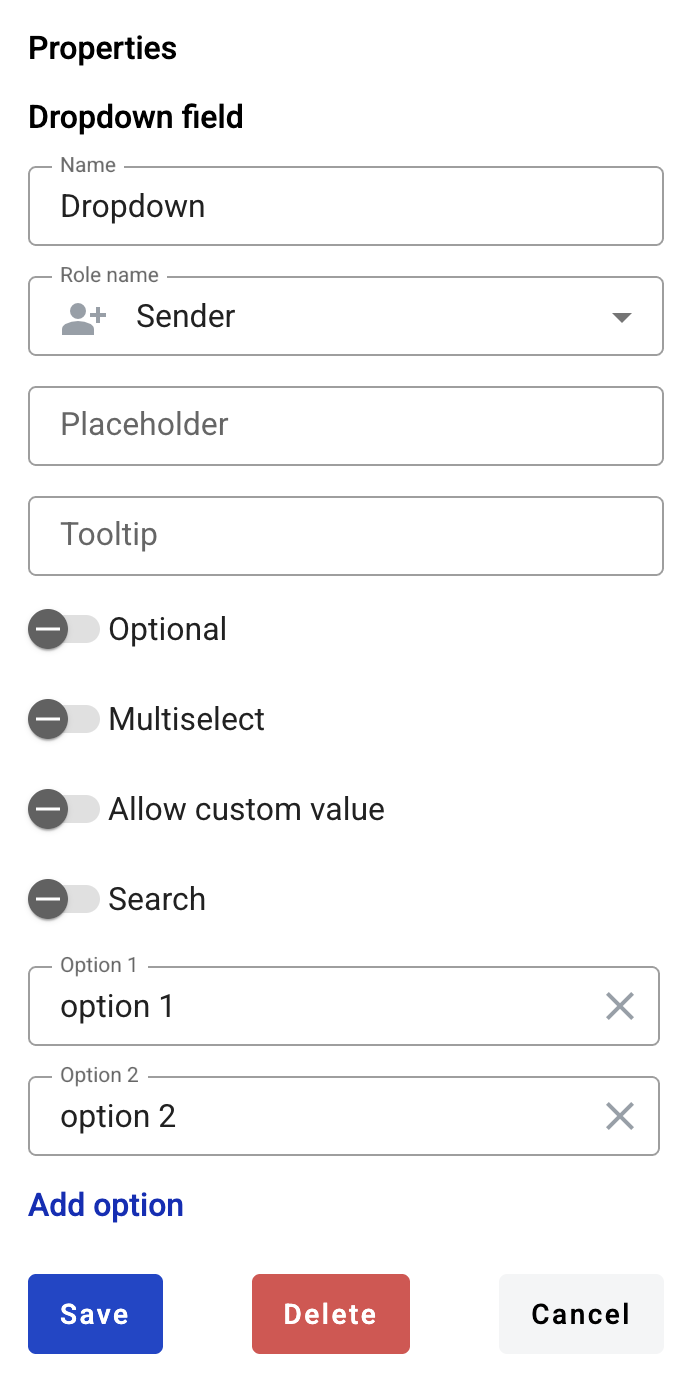 Properties
Dropdown field
Name
Dropdown
Role name
Sender
Placeholder
Tooltip
Optional
Multiselect
Allow custom value
Search
Option 1
option 1
Option 2
option 2
Add option
Save Delete Cancel